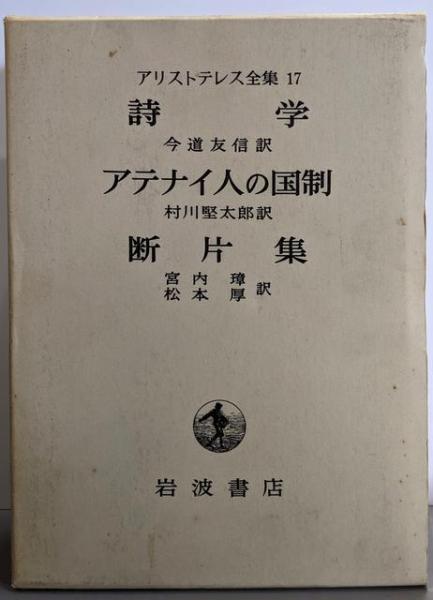 アリストテレス全集 17
詩学
今道友信訳
アテナイ人の国制
村川堅太郎訳
断片集
宮内璋
松本厚 訳
岩波書店